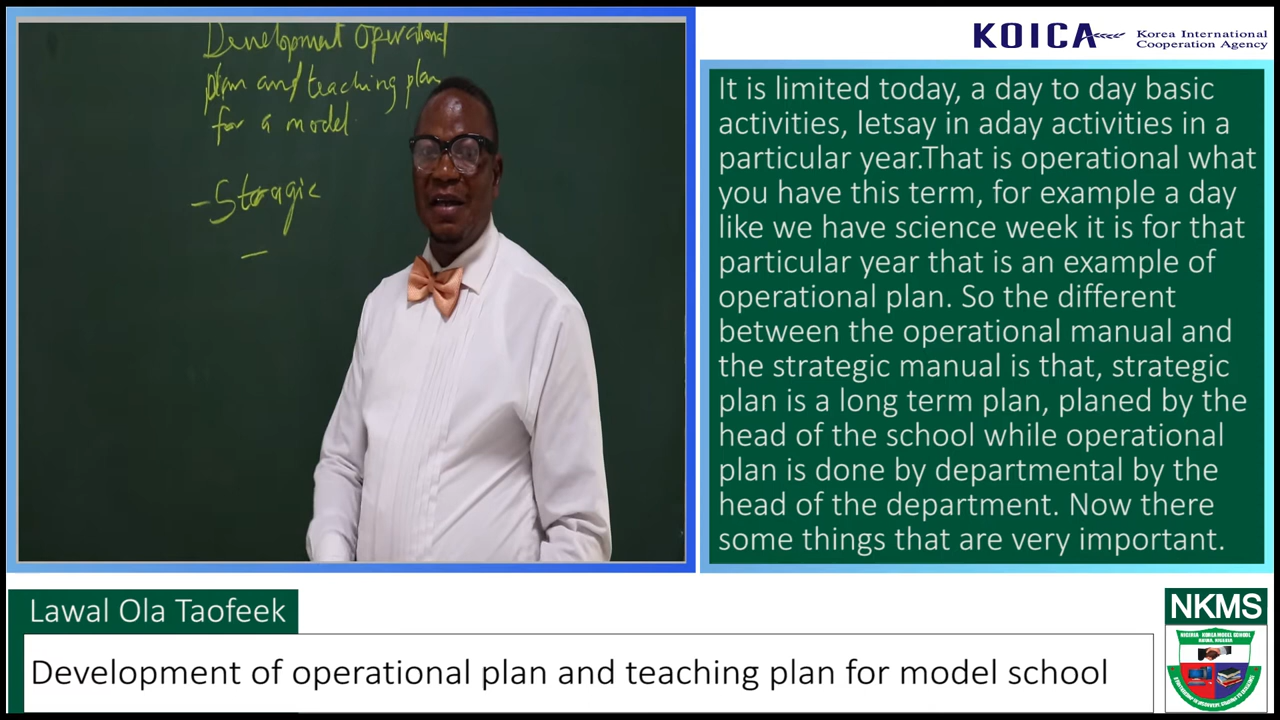 Development Operational
plan and teaching plan
for a model
- Stragic
KOICA
Korea International
Cooperation Agency
It is limited today, a day to day basic
activities, letsay in aday activities in a
particular year.That is operational what
you have this term, for example a day
like we have science week it is for that
particular year that is an example of
operational plan. So the different
between the operational manual and
the strategic manual is that, strategic
plan is a long term plan, planed by the
head of the school while operational
plan is done by departmental by the
head of the department. Now there
some things that are very important.
Lawal Ola Taofeek
Development of operational plan and teaching plan for model school
NKMS
NIGERIA KOREA MODEL SCHOOL